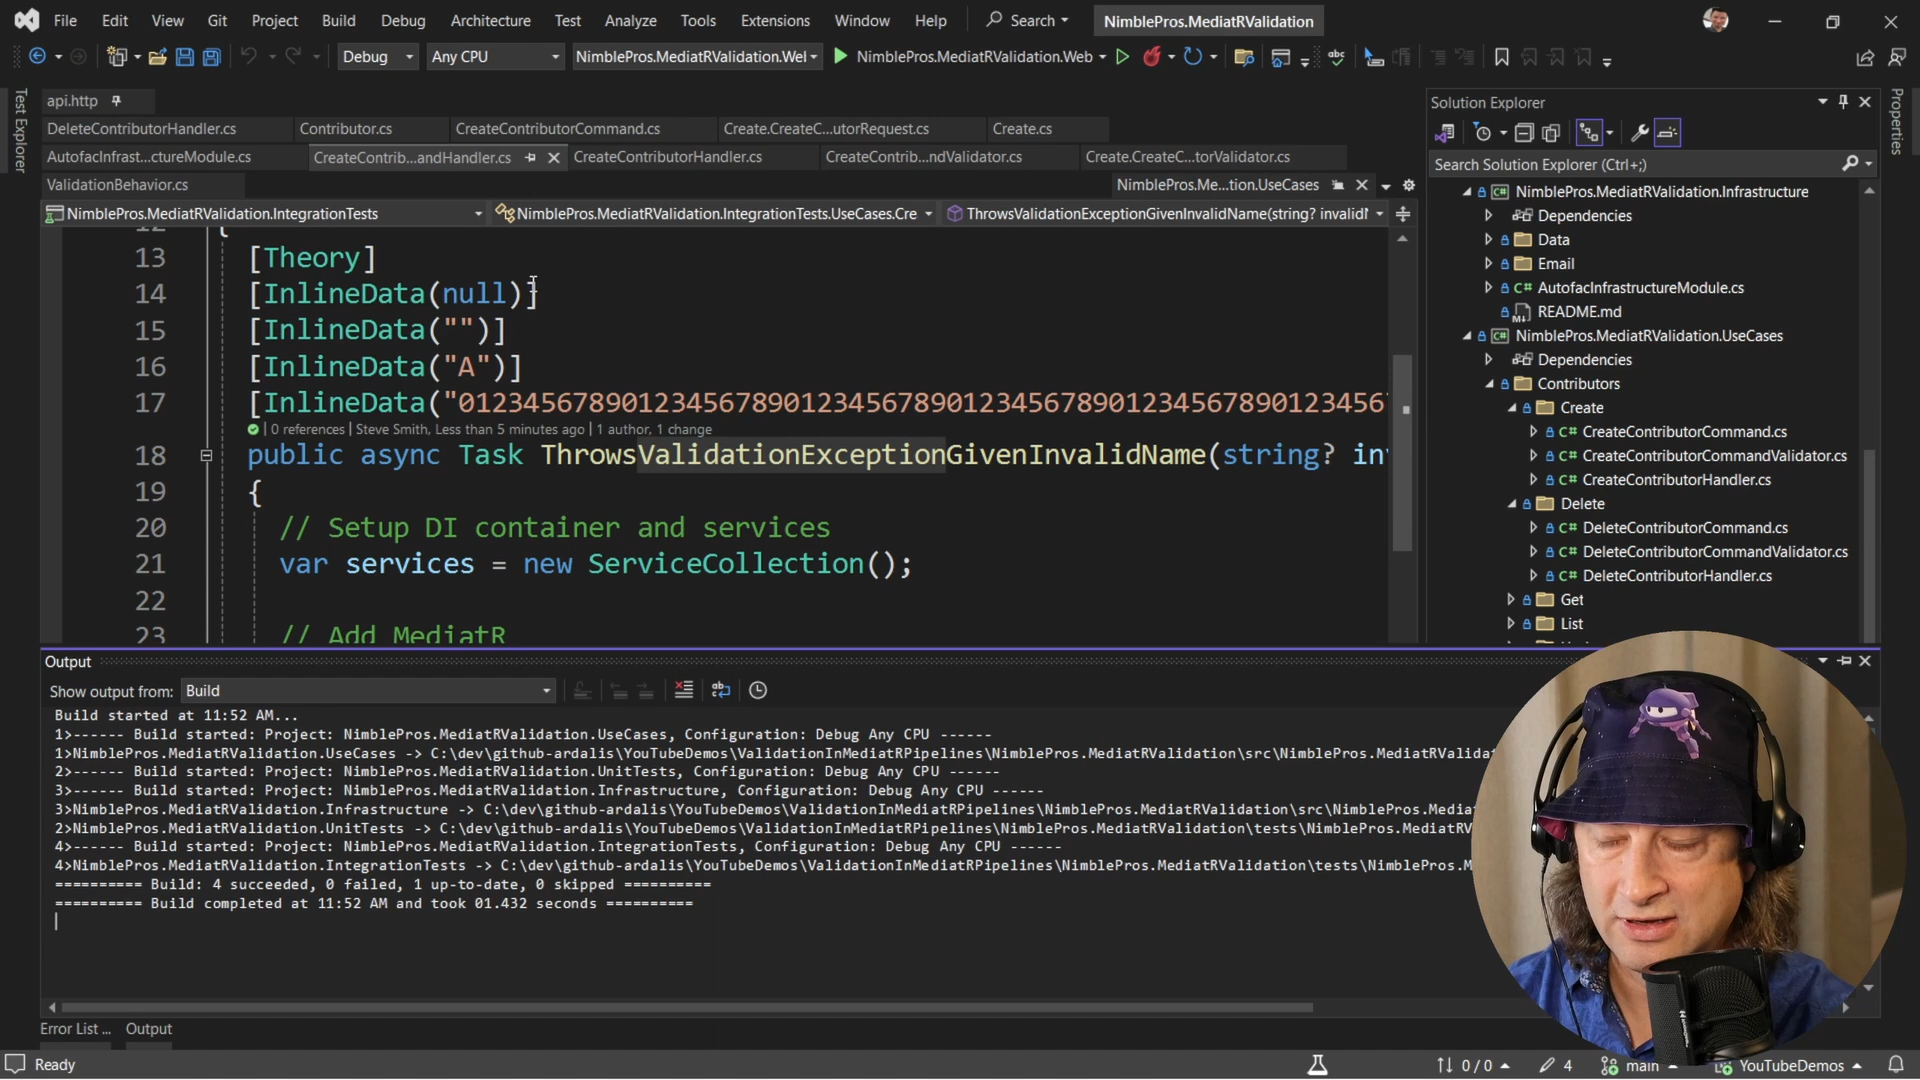 File Edit View Git Project Build Debug Architecture Test Analyze Tools Extensions Window Help Search NimblePros.MediatRValidation
Debug Any CPU NimblePros.MediatRValidation.Wel NimblePros.MediatRValidation.Web
Test Explorer
api.http
DeleteContributorHandler.cs Contributor.cs CreateContributorCommand.cs Create.CreateC...utorRequest.cs Create.cs
AutofacInfrast...ctureModule.cs CreateContrib...andHandler.cs CreateContributorHandler.cs CreateContrib...ndValidator.cs Create.CreateC...torValidator.cs
ValidationBehavior.cs NimblePros.Me...tion.UseCases
NimblePros.MediatRValidation.IntegrationTests NimblePros.MediatRValidation.IntegrationTests.UseCases.Cre ThrowsValidationExceptionGivenInvalidName(string? invalidN
12 {
13 [Theory]
14 [InlineData(null)]
15 [InlineData("")]
16 [InlineData("A")]
17 [InlineData("012345678901234567890123456789012345678901234567890123456
0 references | Steve Smith, Less than 5 minutes ago | 1 author, 1 change
18 public async Task ThrowsValidationExceptionGivenInvalidName(string? inv
19 {
20 // Setup DI container and services
21 var services = new ServiceCollection();
22
23 // Add MediatR
Solution Explorer
Search Solution Explorer (Ctrl+;)
NimblePros.MediatRValidation.Infrastructure
Dependencies
Data
Email
C# AutofacInfrastructureModule.cs
README.md
NimblePros.MediatRValidation.UseCases
Dependencies
Contributors
Create
C# CreateContributorCommand.cs
C# CreateContributorCommandValidator.cs
C# CreateContributorHandler.cs
Delete
C# DeleteContributorCommand.cs
C# DeleteContributorCommandValidator.cs
C# DeleteContributorHandler.cs
Get
List
Properties
Output
Show output from: Build
Build started at 11:52 AM...
1>------ Build started: Project: NimblePros.MediatRValidation.UseCases, Configuration: Debug Any CPU ------
1>NimblePros.MediatRValidation.UseCases -> C:\dev\github-ardalis\YouTubeDemos\ValidationInMediatRPipelines\NimblePros.MediatRValidation\src\NimblePros.MediatRValidati
2>------ Build started: Project: NimblePros.MediatRValidation.UnitTests, Configuration: Debug Any CPU ------
3>------ Build started: Project: NimblePros.MediatRValidation.Infrastructure, Configuration: Debug Any CPU ------
3>NimblePros.MediatRValidation.Infrastructure -> C:\dev\github-ardalis\YouTubeDemos\ValidationInMediatRPipelines\NimblePros.MediatRValidation\src\NimblePros.Media
2>NimblePros.MediatRValidation.UnitTests -> C:\dev\github-ardalis\YouTubeDemos\ValidationInMediatRPipelines\NimblePros.MediatRValidation\tests\NimblePros.MediatRV
4>------ Build started: Project: NimblePros.MediatRValidation.IntegrationTests, Configuration: Debug Any CPU ------
4>NimblePros.MediatRValidation.IntegrationTests -> C:\dev\github-ardalis\YouTubeDemos\ValidationInMediatRPipelines\NimblePros.MediatRValidation\tests\NimblePros.M
========== Build: 4 succeeded, 0 failed, 1 up-to-date, 0 skipped ==========
========== Build completed at 11:52 AM and took 01.432 seconds ==========
Error List ... Output
Ready 0 / 0 4 main YouTubeDemos